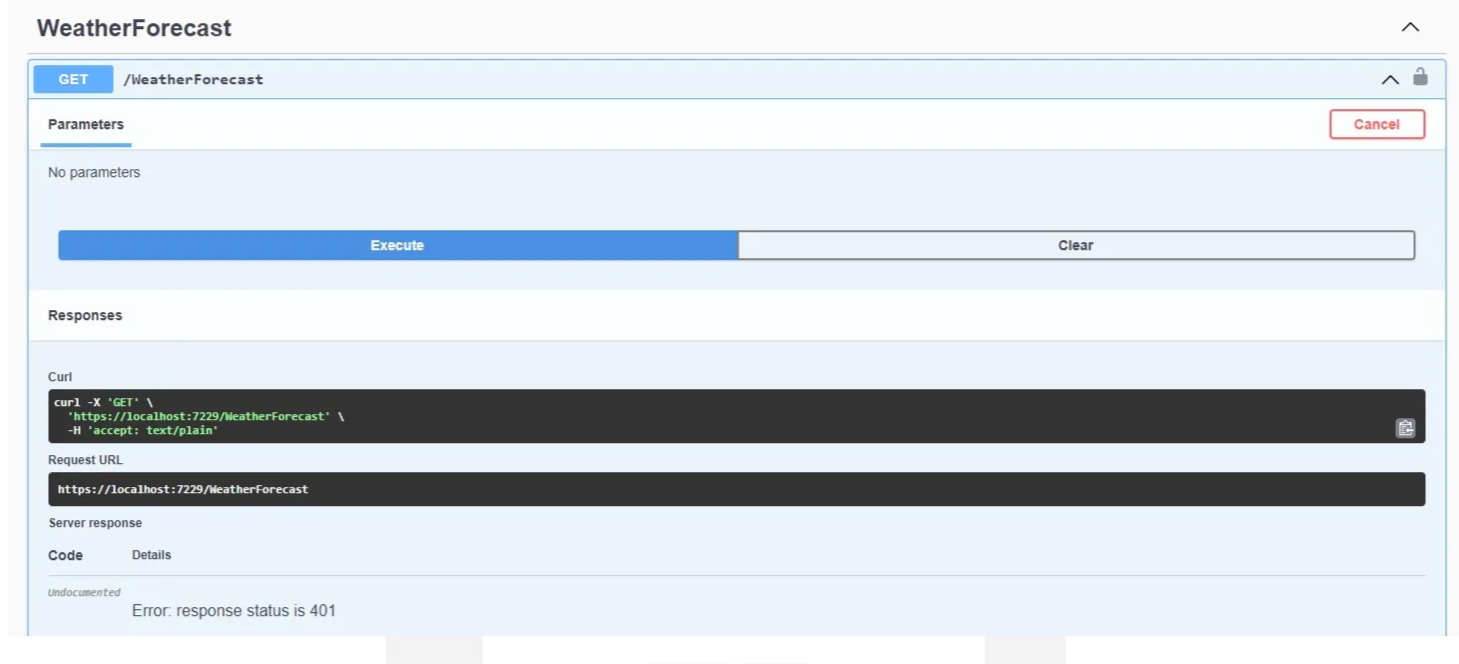 WeatherForecast
GET /WeatherForecast
Parameters
Cancel
No parameters
Execute
Clear
Responses
Curl
curl -X 'GET' \
'https://localhost:7229/WeatherForecast' \
-H 'accept: text/plain'
Request URL
https://localhost:7229/WeatherForecast
Server response
Code Details
Undocumented
Error: response status is 401